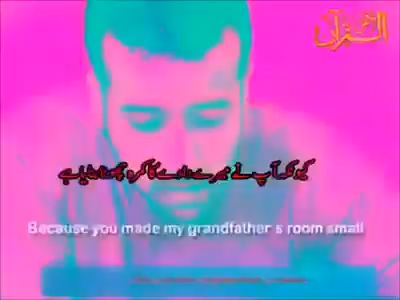 القرآن
کیونکہ آپ نے میرے دادے کا کمرہ چھوٹا بنایا ہے
Because you made my grandfather s room small